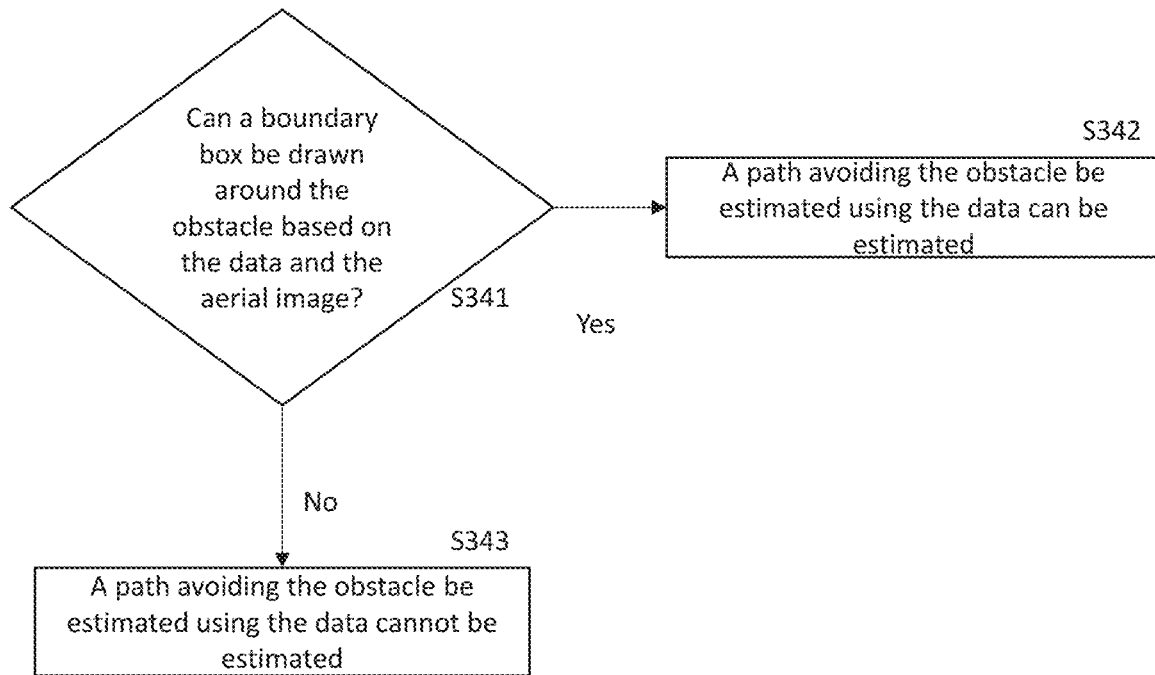 Can a boundary
box be drawn
around the
obstacle based on
the data and the
aerial image?
S341
S342
A path avoiding the obstacle be
estimated using the data can be
estimated
Yes
No
S343
A path avoiding the obstacle be
estimated using the data cannot be
estimated